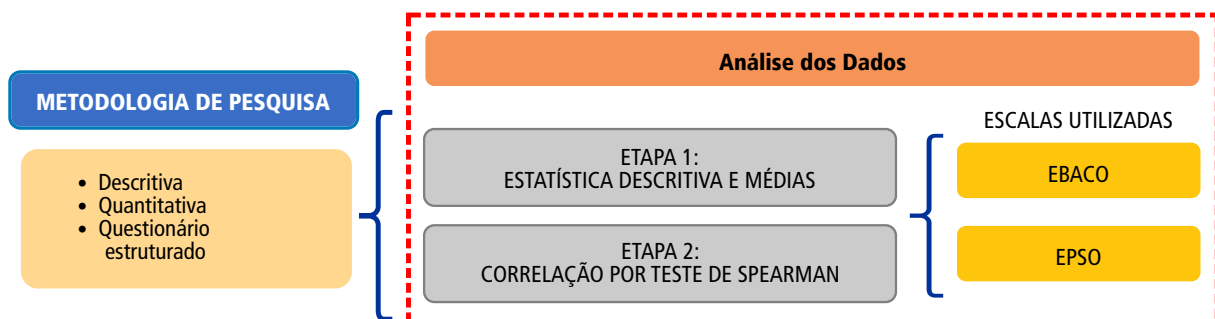 METODOLOGIA DE PESQUISA
• Descritiva
• Quantitativa
• Questionário
estruturado
Análise dos Dados
ETAPA 1:
ESTATÍSTICA DESCRITIVA E MÉDIAS
ETAPA 2:
CORRELAÇÃO POR TESTE DE SPEARMAN
ESCALAS UTILIZADAS
EBACO
EPSO